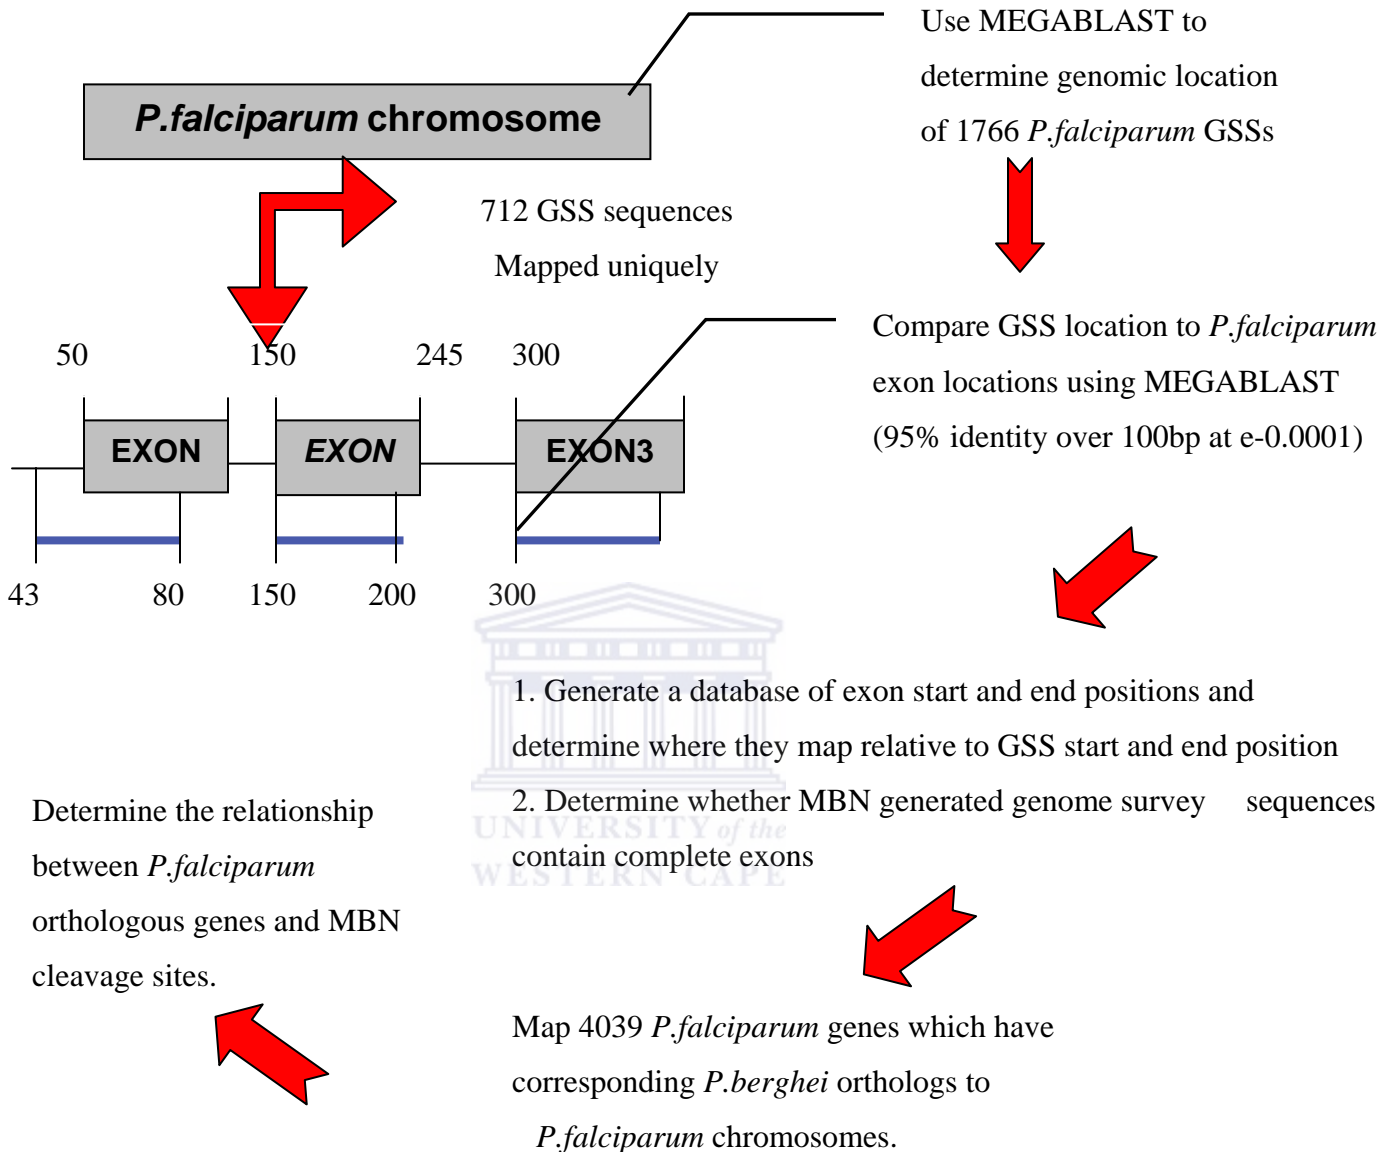 Use MEGABLAST to
determine genomic location
of 1766 P.falciparum GSSs
P.falciparum chromosome
712 GSS sequences
Mapped uniquely
Compare GSS location to P.falciparum
exon locations using MEGABLAST
(95% identity over 100bp at e-0.0001)
50 150 245 300
EXON EXON EXON3
43 80 150 200 300
1. Generate a database of exon start and end positions and
determine where they map relative to GSS start and end position
2. Determine whether MBN generated genome survey sequences
contain complete exons
UNIVERSITY of the
WESTERN CAPE
Determine the relationship
between P.falciparum
orthologous genes and MBN
cleavage sites.
Map 4039 P.falciparum genes which have
corresponding P.berghei orthologs to
P.falciparum chromosomes.